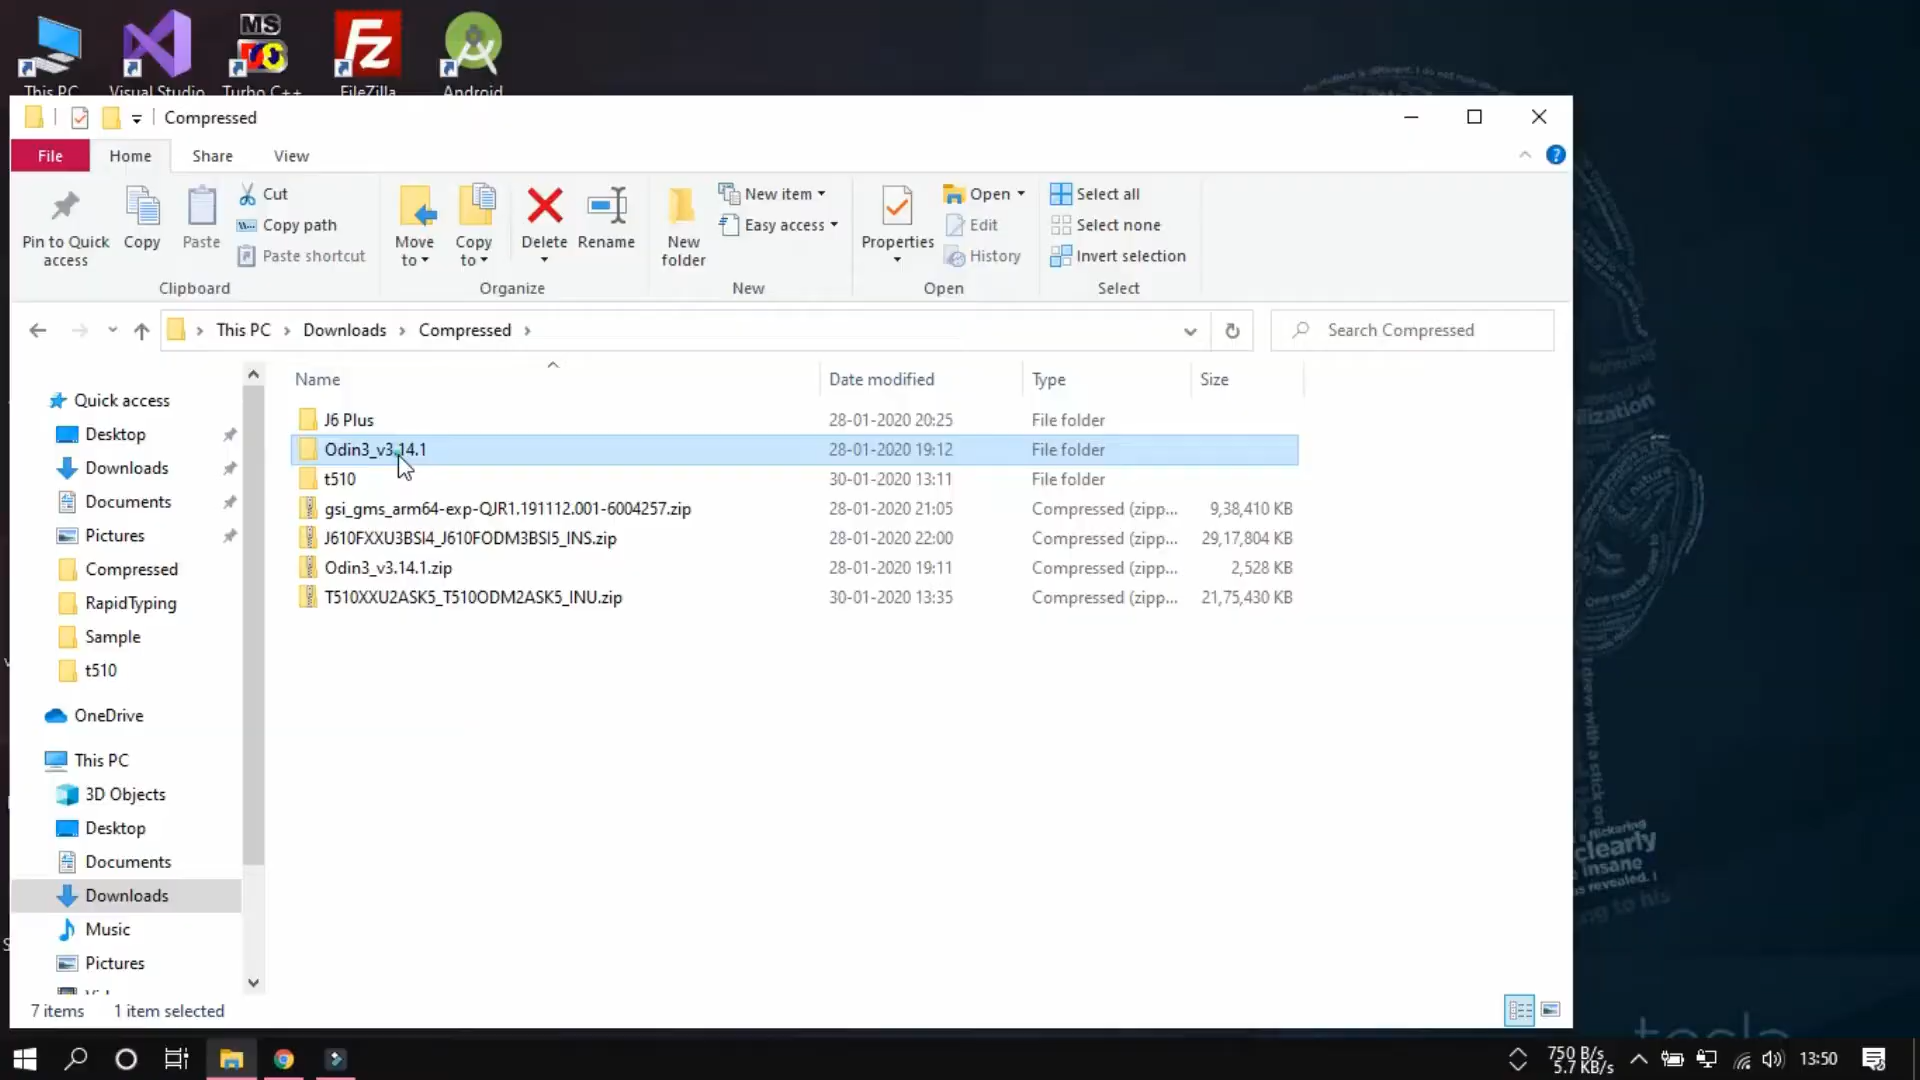 This PC
Visual Studio
Turbo C++
FileZilla
Android
MS
Compressed
File
Home
Share
View
Pin to Quick access
Copy
Paste
Cut
Copy path
Paste shortcut
Clipboard
Move to
Copy to
Delete
Rename
Organize
New folder
New item
Easy access
New
Properties
Open
Edit
History
Open
Select all
Select none
Invert selection
Select
This PC > Downloads > Compressed >
Search Compressed
Name Date modified Type Size
J6 Plus 28-01-2020 20:25 File folder
Odin3_v3.14.1 28-01-2020 19:12 File folder
t510 30-01-2020 13:11 File folder
gsi_gms_arm64-exp-QJR1.191112.001-6004257.zip 28-01-2020 21:05 Compressed (zipp... 9,38,410 KB
J610FXXU3BSI4_J610FODM3BSI5_INS.zip 28-01-2020 22:00 Compressed (zipp... 29,17,804 KB
Odin3_v3.14.1.zip 28-01-2020 19:11 Compressed (zipp... 2,528 KB
T510XXU2ASK5_T510ODM2ASK5_INU.zip 30-01-2020 13:35 Compressed (zipp... 21,75,430 KB
Quick access
Desktop
Downloads
Documents
Pictures
Compressed
RapidTyping
Sample
t510
OneDrive
This PC
3D Objects
Desktop
Documents
Downloads
Music
Pictures
7 items 1 item selected
clearly
insane
750 B/s
5.7 KB/s
13:50